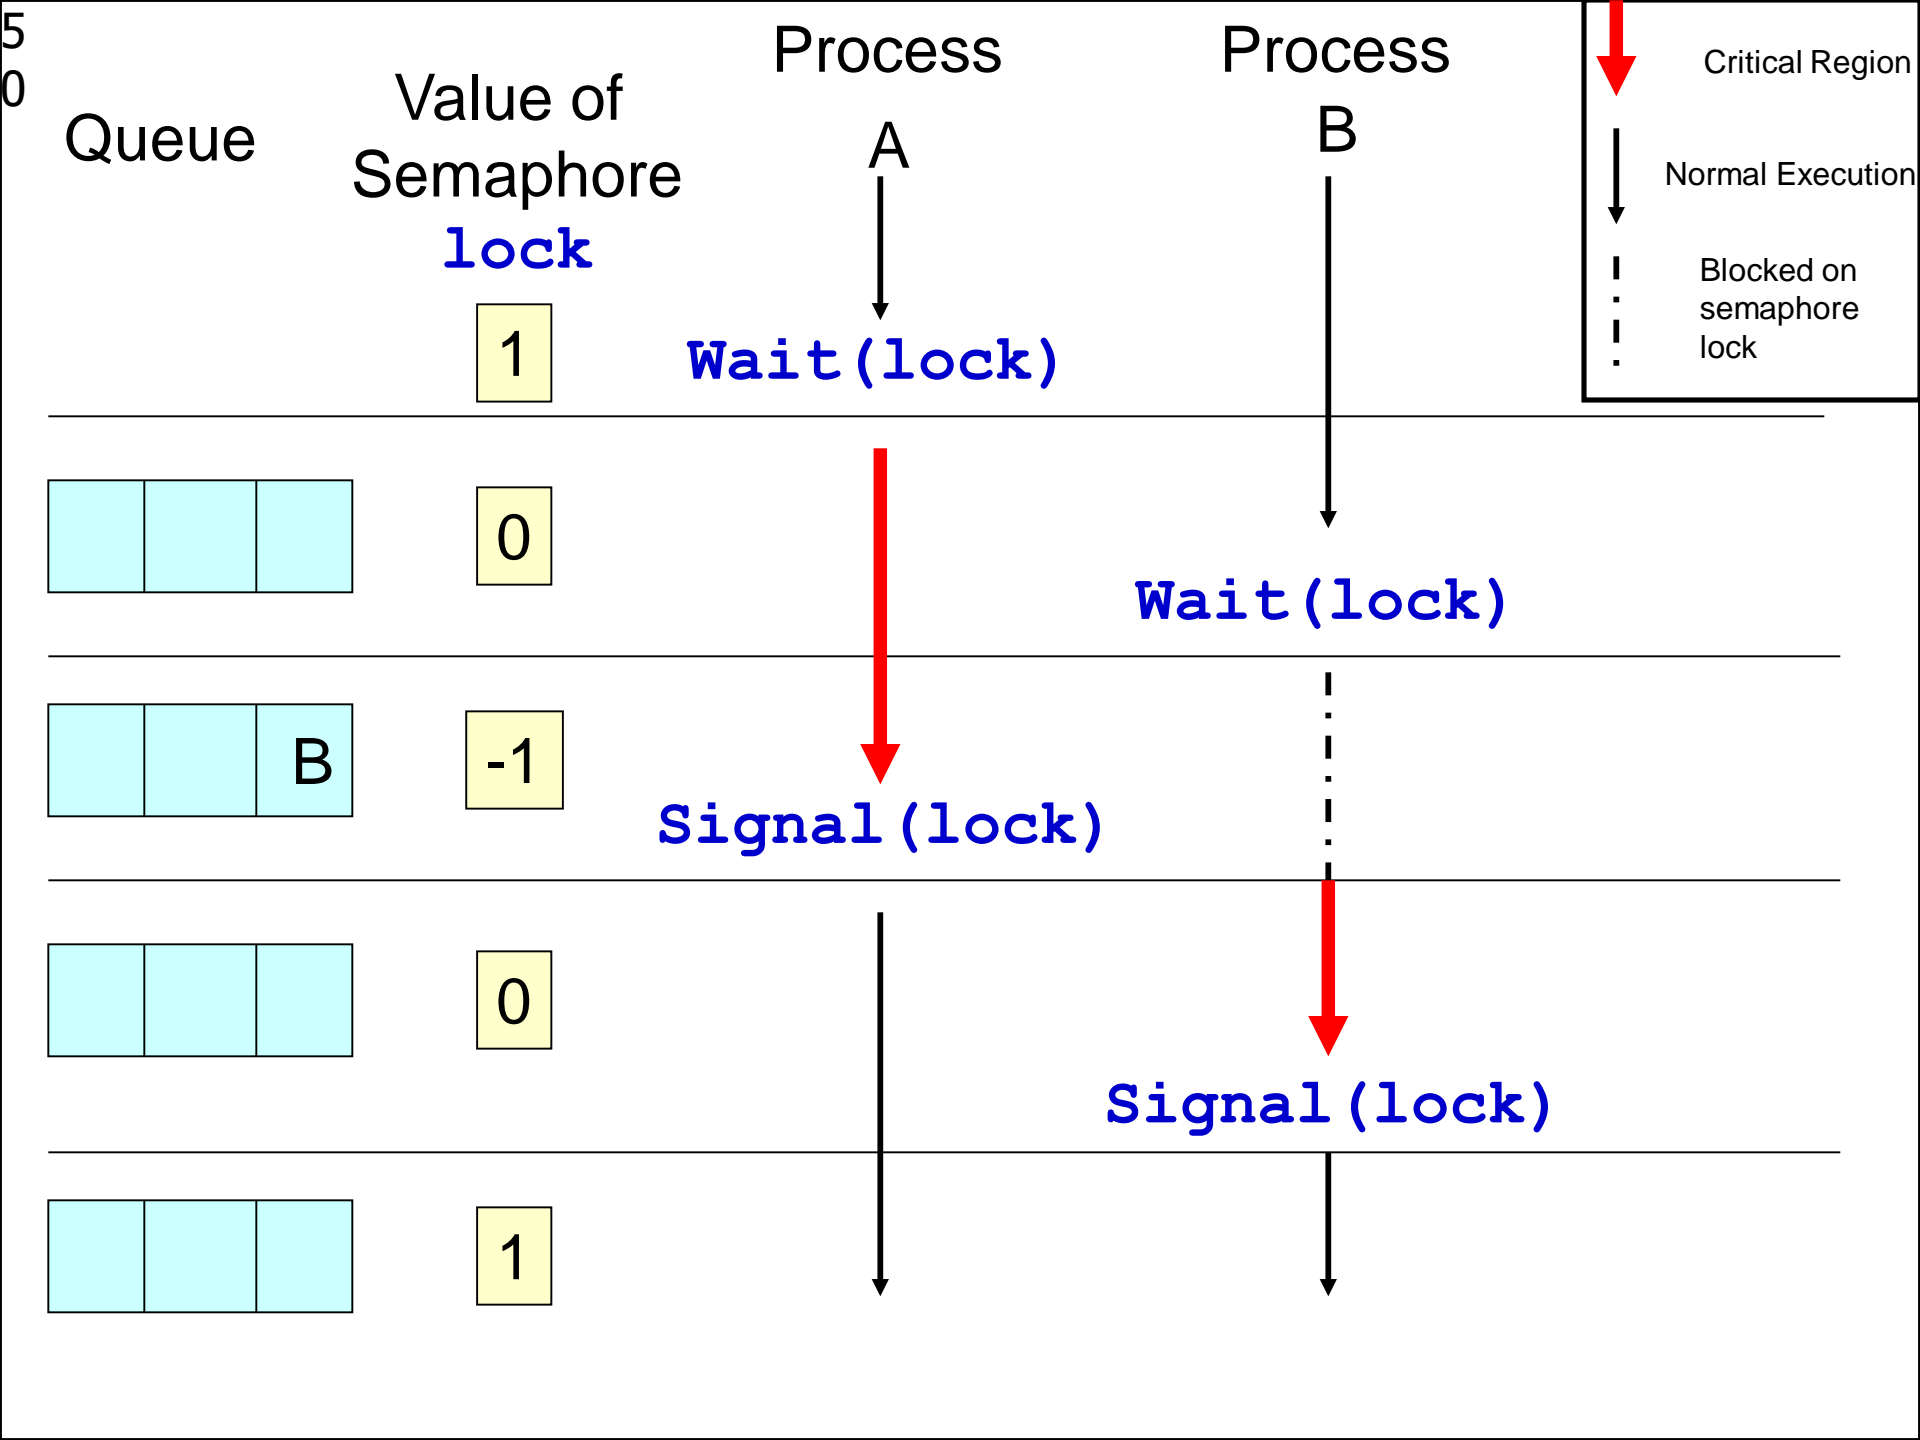 5
0
Queue
Value of
Semaphore
lock
Process
A
Process
B
Critical Region
Normal Execution
Blocked on
semaphore
lock
1
Wait(lock)
0
Wait(lock)
B
-1
Signal(lock)
0
Signal(lock)
1